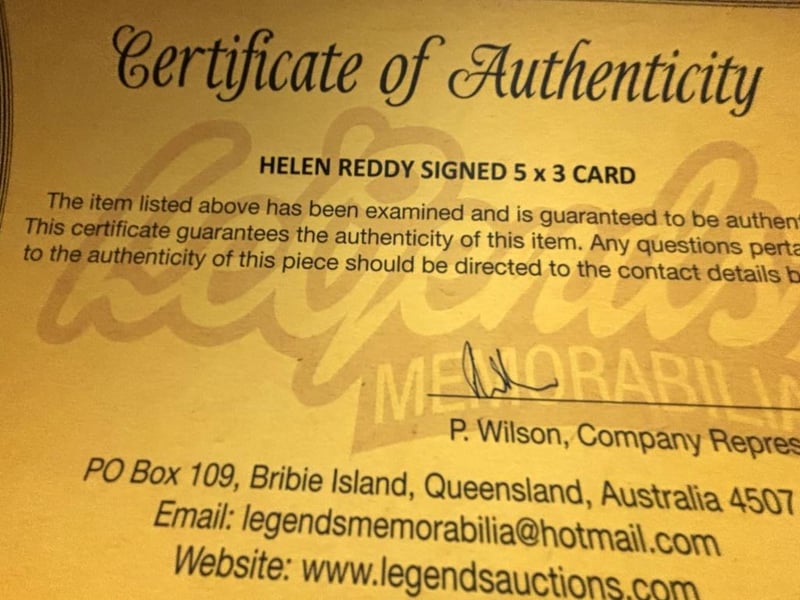 Certificate of Authenticity
HELEN REDDY SIGNED 5 x 3 CARD
The item listed above has been examined and is guaranteed to be authen
This certificate guarantees the authenticity of this item. Any questions perta
to the authenticity of this piece should be directed to the contact details b
Legends
MEMORABILIA
P. Wilson, Company Repres
PO Box 109, Bribie Island, Queensland, Australia 4507
Email: legendsmemorabilia@hotmail.com
Website: www.legendsauctions.com